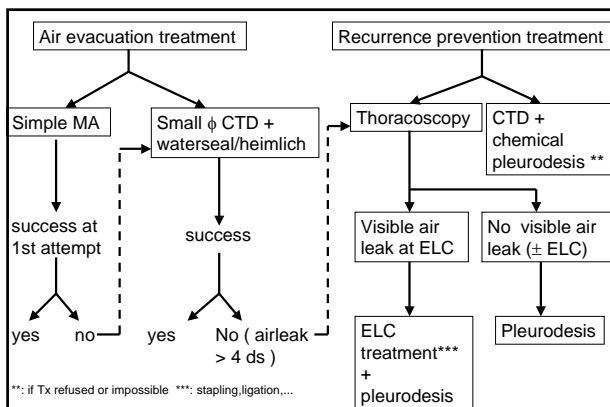 Air evacuation treatment
Recurrence prevention treatment
Simple MA
Small ϕ CTD +
waterseal/heimlich
Thoracoscopy
CTD +
chemical
pleurodesis **
success at
1st attempt
success
Visible air
leak at ELC
No visible air
leak (± ELC)
yes
no
yes
No ( airleak
> 4 ds )
ELC
treatment***
+
pleurodesis
Pleurodesis
**: if Tx refused or impossible ***: stapling,ligation,...